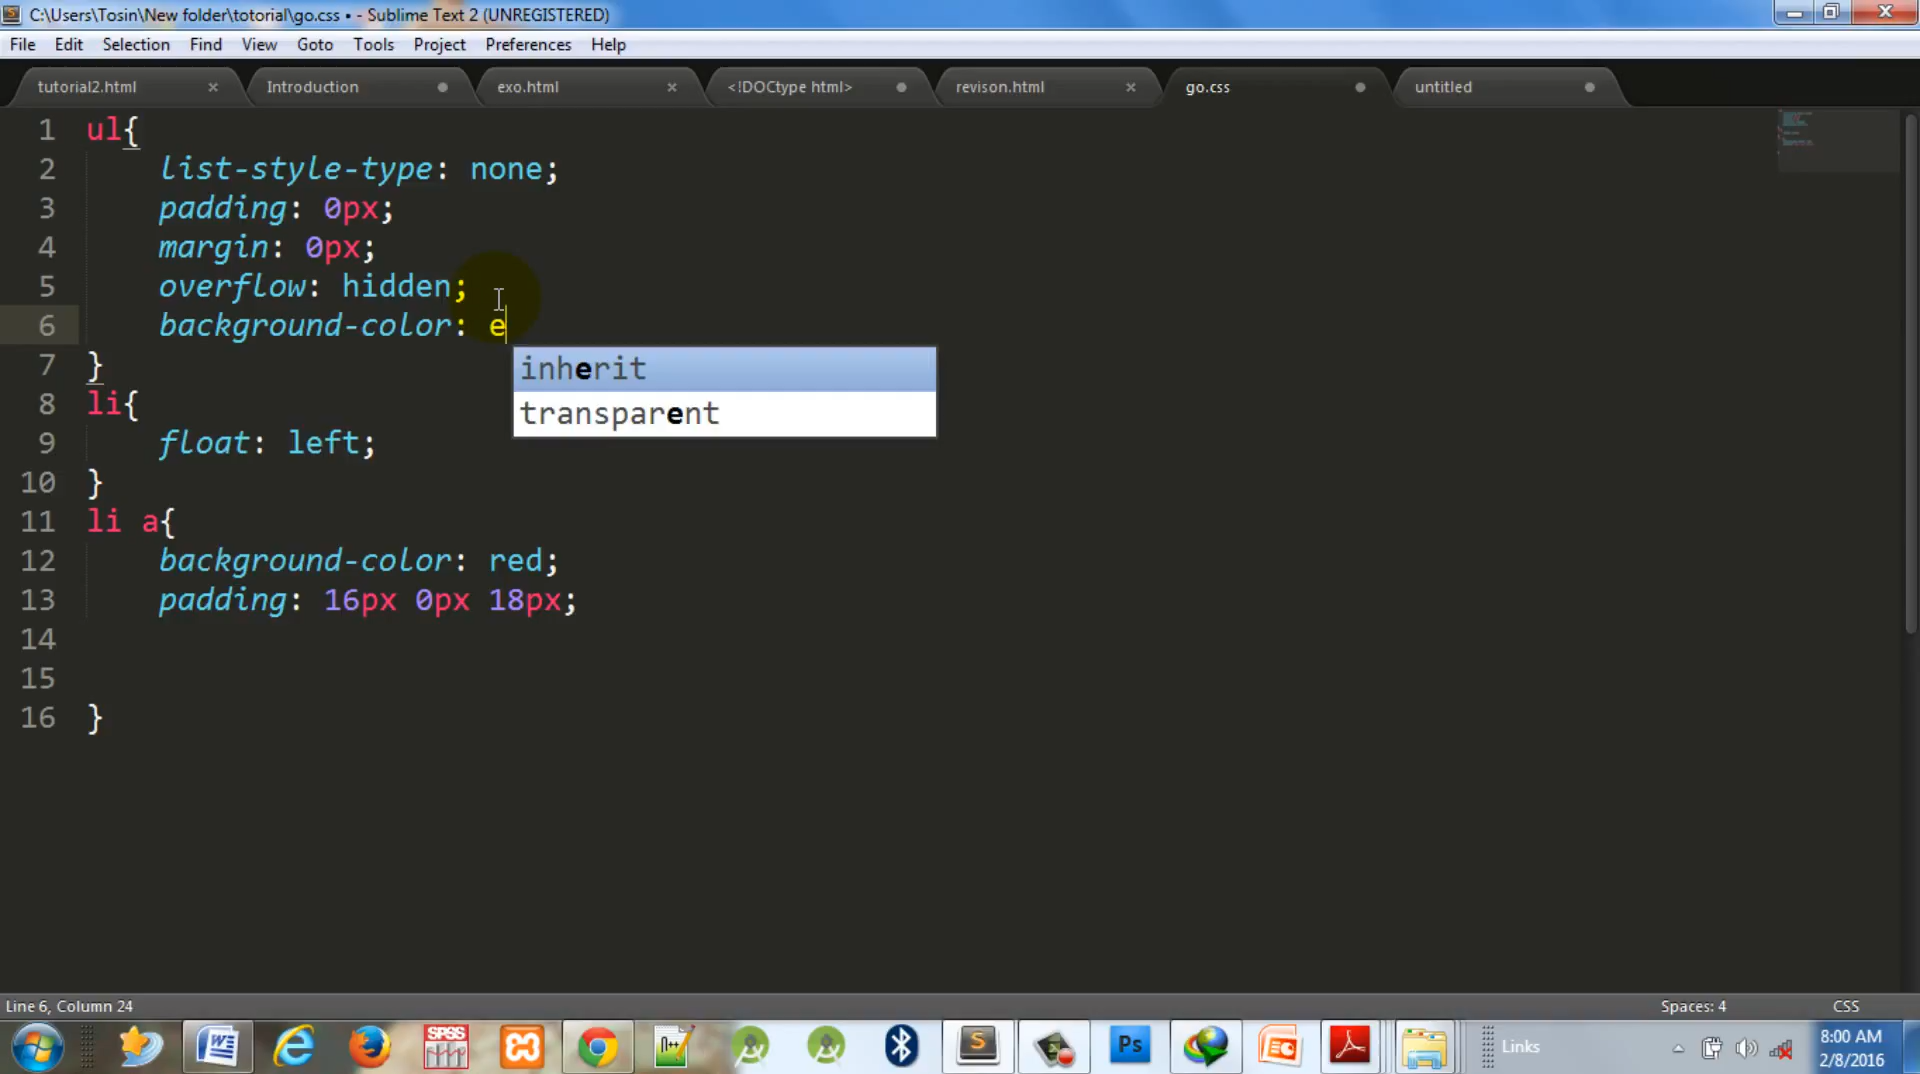 C:\Users\Tosin\New folder\totorial\go.css • - Sublime Text 2 (UNREGISTERED)
File Edit Selection Find View Goto Tools Project Preferences Help
tutorial2.html × Introduction exo.html × <!DOCtype html> revison.html × go.css untitled
1 ul{
2 list-style-type: none;
3 padding: 0px;
4 margin: 0px;
5 overflow: hidden;
6 background-color: e
inherit
transparent
7 }
8 li{
9 float: left;
10 }
11 li a{
12 background-color: red;
13 padding: 16px 0px 18px;
14
15
16 }
Line 6, Column 24 Spaces: 4 CSS
SPSS
n++
Ps
Links
8:00 AM
2/8/2016